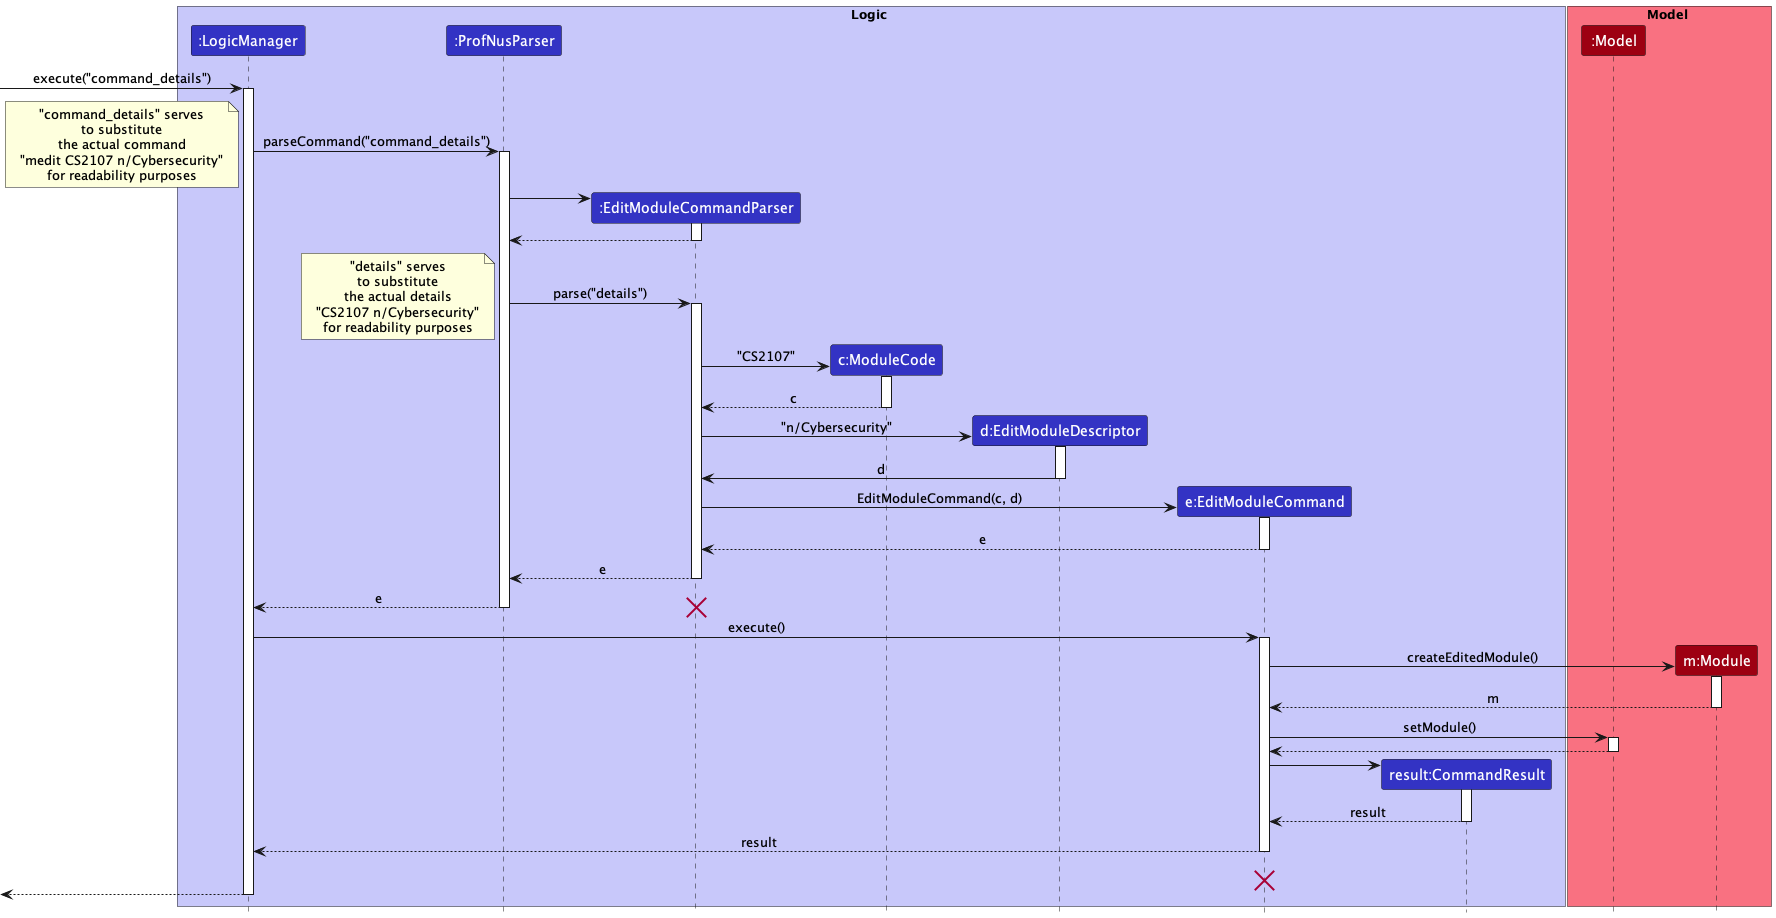 Logic
Model
:LogicManager
:ProfNusParser
:Model
execute("command_details")
"command_details" serves
to substitute
the actual command
"medit CS2107 n/Cybersecurity"
for readability purposes
parseCommand("command_details")
:EditModuleCommandParser
"details" serves
to substitute
the actual details
"CS2107 n/Cybersecurity"
for readability purposes
parse("details")
"CS2107"
c:ModuleCode
c
"n/Cybersecurity"
d:EditModuleDescriptor
d
EditModuleCommand(c, d)
e:EditModuleCommand
e
e
e
execute()
createEditedModule()
m:Module
m
setModule()
result:CommandResult
result
result